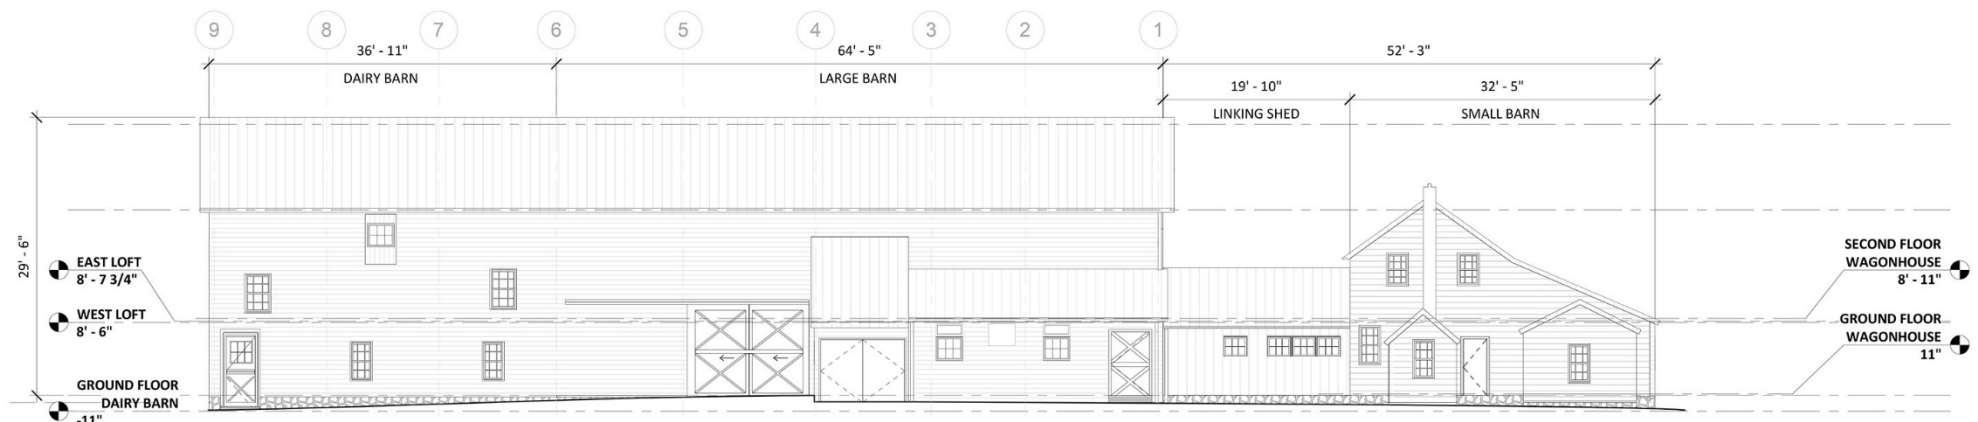 9 8 7 6 5 4 3 2 1
36' - 11" 64' - 5" 52' - 3"
DAIRY BARN LARGE BARN
19' - 10" 32' - 5"
LINKING SHED SMALL BARN
29' - 6"
EAST LOFT
8' - 7 3/4"
WEST LOFT
8' - 6"
GROUND FLOOR
DAIRY BARN
-11"
SECOND FLOOR
WAGONHOUSE
8' - 11"
GROUND FLOOR
WAGONHOUSE
11"